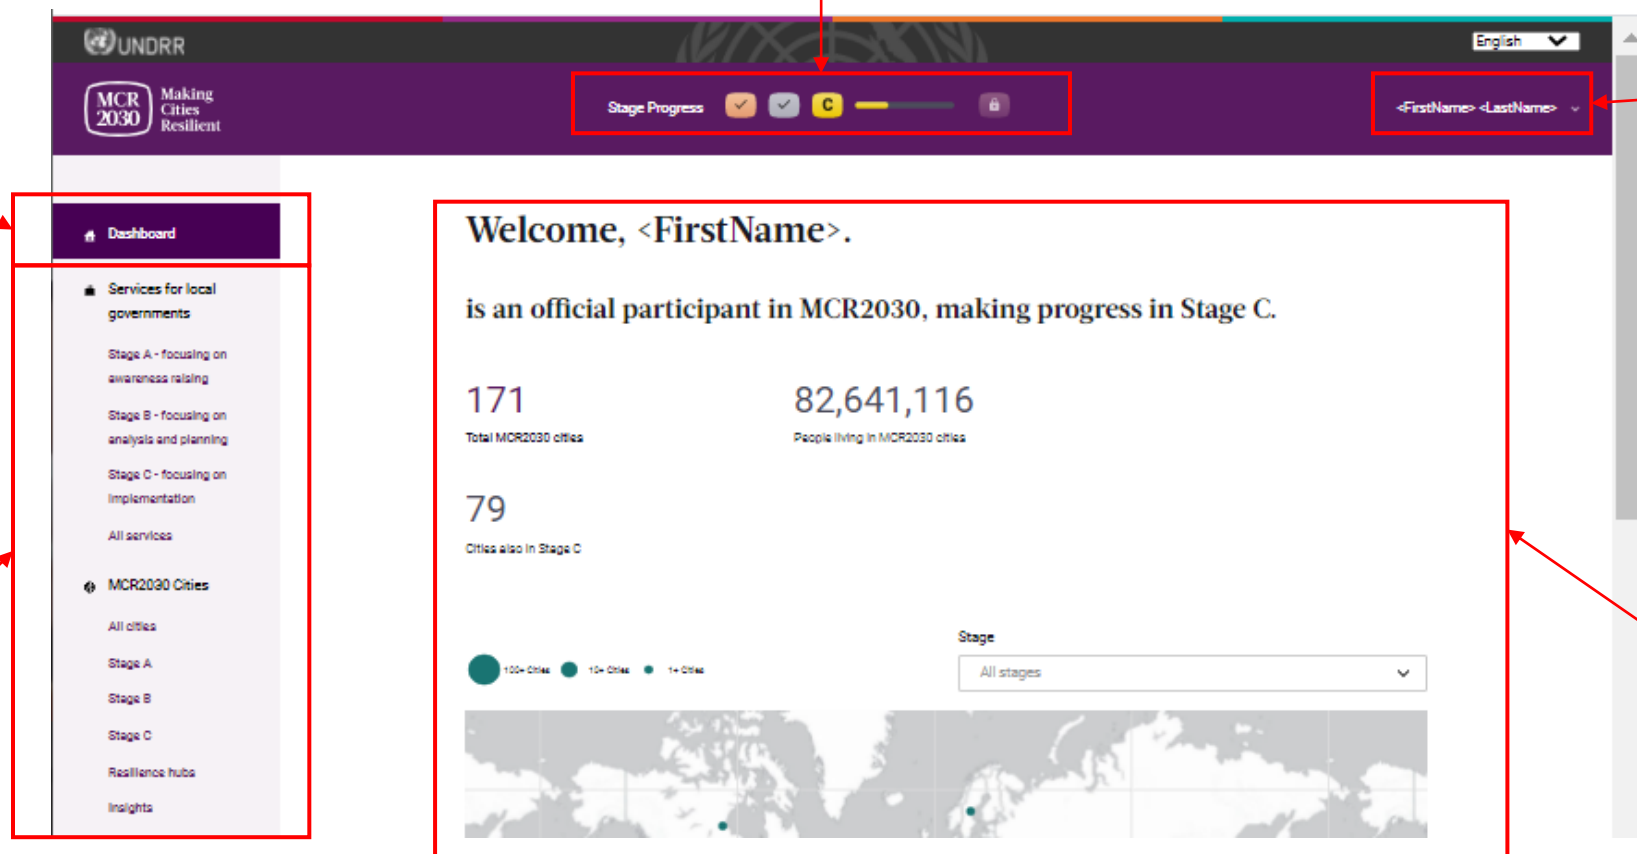 UNDRR
English
MCR
2030
Making
Cities
Resilient
Stage Progress
C
<FirstName> <LastName>
Dashboard
Services for local
governments
Stage A - focusing on
awareness raising
Stage B - focusing on
analysis and planning
Stage C - focusing on
implementation
All services
MCR2030 Cities
All cities
Stage A
Stage B
Stage C
Resilience hubs
Insights
Welcome, <FirstName>.
is an official participant in MCR2030, making progress in Stage C.
171
Total MCR2030 cities
82,641,116
People living in MCR2030 cities
79
Cities also in Stage C
100+ Cities
10+ Cities
1+ Cities
Stage
All stages